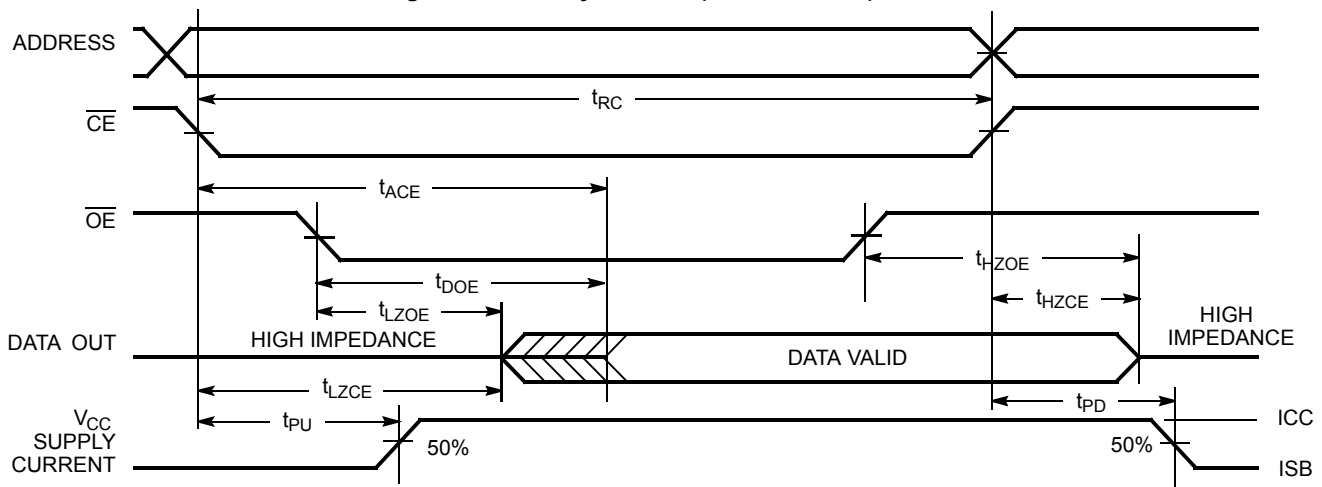 ADDRESS
tRC
CE
tACE
OE
tHZOE
tDOE
tHZCE
tLZOE
HIGH
IMPEDANCE
DATA OUT
HIGH IMPEDANCE
DATA VALID
tLZCE
tPD
VCC
SUPPLY
CURRENT
tPU
50%
50%
ICC
ISB